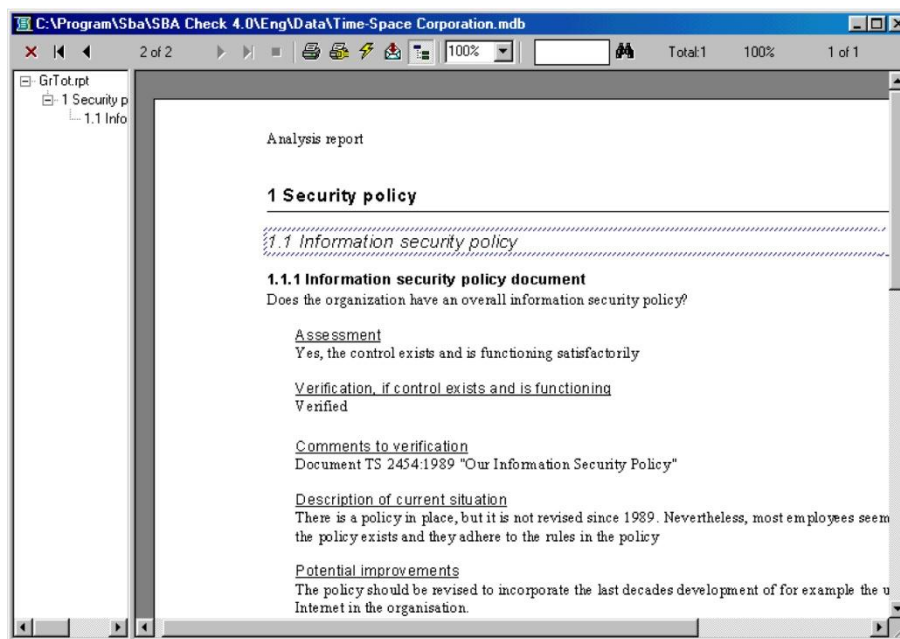 C:\Program\Sba\SBA Check 4.0\Eng\Data\Time-Space Corporation.mdb
2 of 2 100% Total:1 100% 1 of 1
GrTot.rpt
1 Security p
1.1 Info
Analysis report
1 Security policy
1.1 Information security policy
1.1.1 Information security policy document
Does the organization have an overall information security policy?
Assessment
Yes, the control exists and is functioning satisfactorily
Verification, if control exists and is functioning
Verified
Comments to verification
Document TS 2454:1989 "Our Information Security Policy"
Description of current situation
There is a policy in place, but it is not revised since 1989. Nevertheless, most employees seem
the policy exists and they adhere to the rules in the policy
Potential improvements
The policy should be revised to incorporate the last decades development of for example the u
Internet in the organisation.